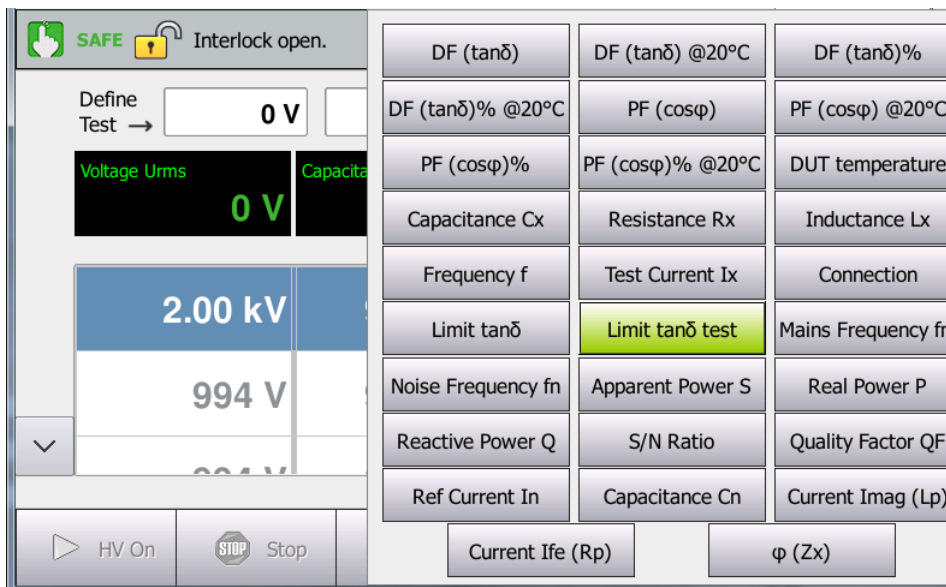 SAFE
Interlock open.
Define
Test →
0 V
Voltage Urms
0 V
Capacita
2.00 kV
994 V
994 V
HV On
STOP
Stop
DF (tanδ)
DF (tanδ) @20°C
DF (tanδ)%
DF (tanδ)% @20°C
PF (cosφ)
PF (cosφ) @20°C
PF (cosφ)%
PF (cosφ)% @20°C
DUT temperature
Capacitance Cx
Resistance Rx
Inductance Lx
Frequency f
Test Current Ix
Connection
Limit tanδ
Limit tanδ test
Mains Frequency fr
Noise Frequency fn
Apparent Power S
Real Power P
Reactive Power Q
S/N Ratio
Quality Factor QF
Ref Current In
Capacitance Cn
Current Imag (Lp)
Current Ife (Rp)
φ (Zx)